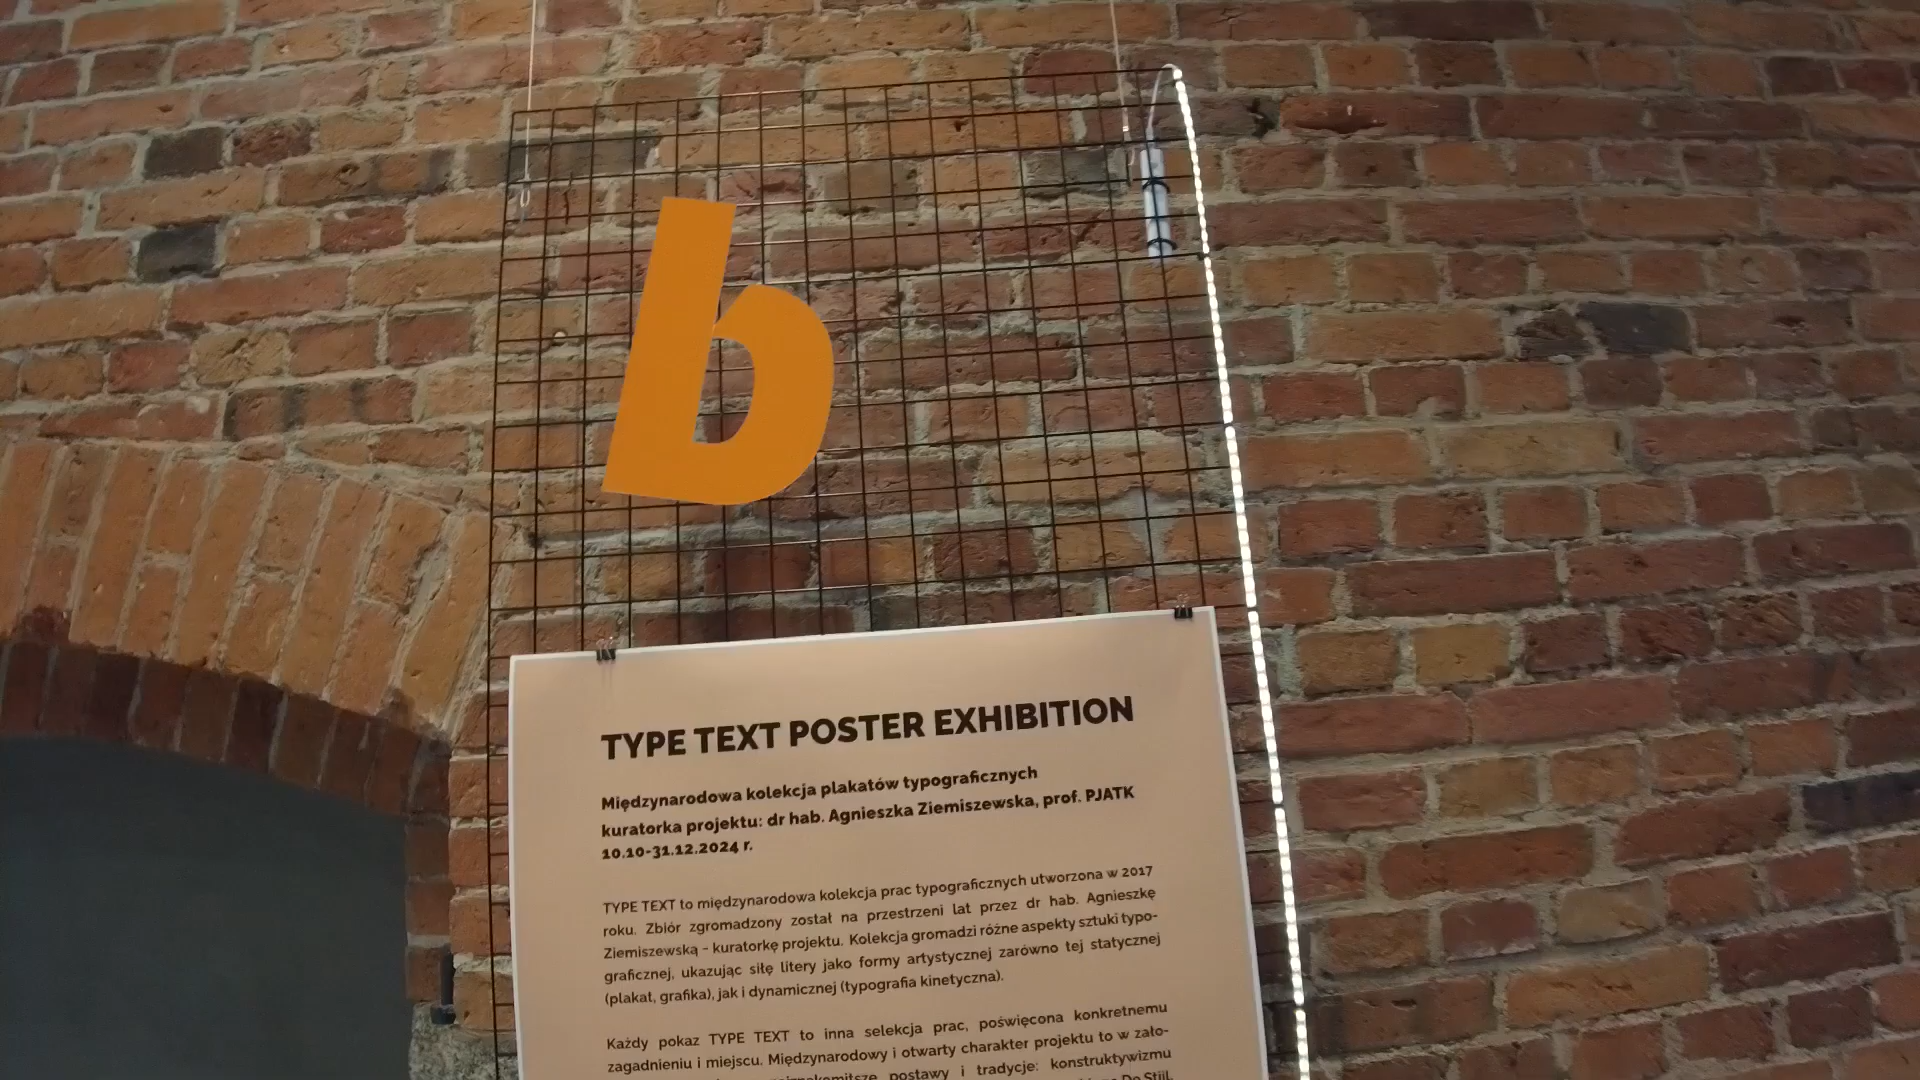 b
TYPE TEXT POSTER EXHIBITION
Międzynarodowa kolekcja plakatów typograficznych
kuratorka projektu: dr hab. Agnieszka Ziemiszewska, prof. PJATK
10.10-31.12.2024 r.
TYPE TEXT to międzynarodowa kolekcja prac typograficznych utworzona w 2017
roku. Zbiór zgromadzony został na przestrzeni lat przez dr hab. Agnieszkę
Ziemiszewską - kuratorkę projektu. Kolekcja gromadzi różne aspekty sztuki typo-
graficznej, ukazując siłę litery jako formy artystycznej zarówno tej statycznej
(plakat, grafika), jak i dynamicznej (typografia kinetyczna).
Każdy pokaz TYPE TEXT to inna selekcja prac, poświęcona konkretnemu
zagadnieniu i miejscu. Międzynarodowy i otwarty charakter projektu to w zało-
postawy i tradycje: konstruktywizmu
De Stijl,